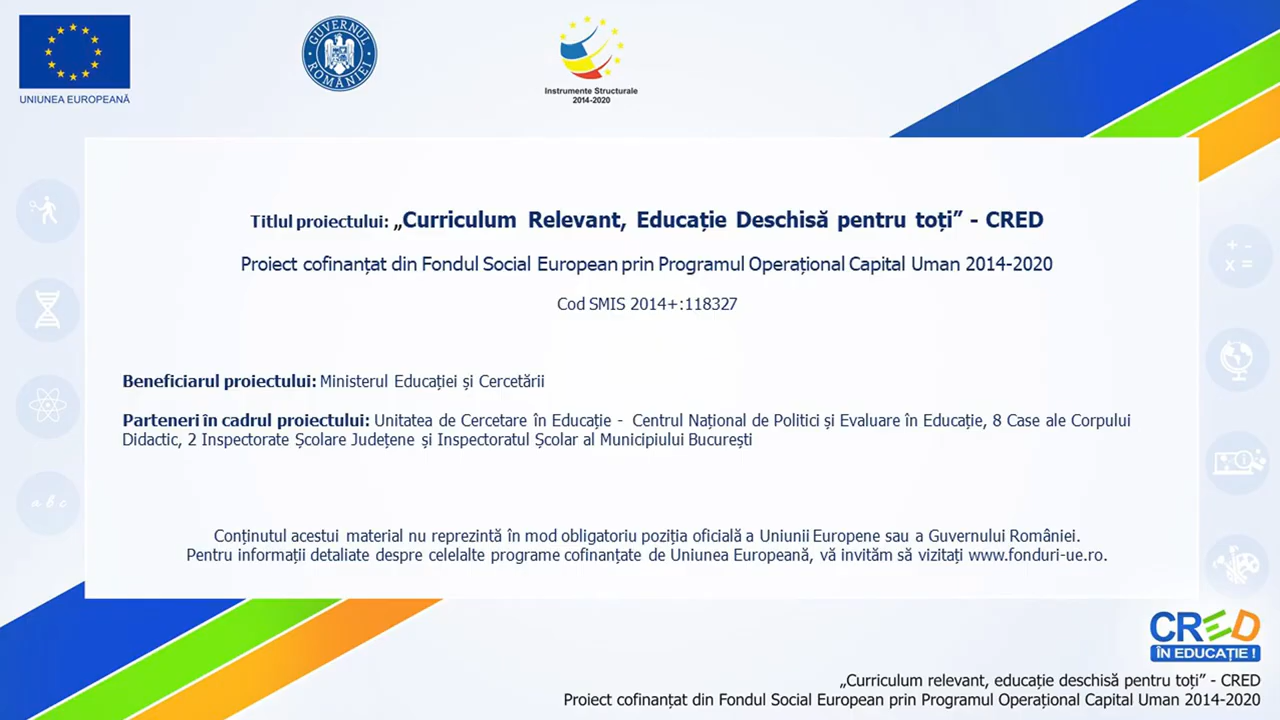 UNIUNEA EUROPEANĂ
GUVERNUL ROMÂNIEI
Instrumente Structurale
2014-2020
Titlul proiectului: „Curriculum Relevant, Educație Deschisă pentru toți” - CRED
Proiect cofinanțat din Fondul Social European prin Programul Operațional Capital Uman 2014-2020
Cod SMIS 2014+:118327
Beneficiarul proiectului: Ministerul Educației și Cercetării
Parteneri în cadrul proiectului: Unitatea de Cercetare în Educație - Centrul Național de Politici și Evaluare în Educație, 8 Case ale Corpului
Didactic, 2 Inspectorate Școlare Județene și Inspectoratul Școlar al Municipiului București
a b c
Conținutul acestui material nu reprezintă în mod obligatoriu poziția oficială a Uniunii Europene sau a Guvernului României.
Pentru informații detaliate despre celelalte programe cofinanțate de Uniunea Europeană, vă invităm să vizitați www.fonduri-ue.ro.
CRED
ÎN EDUCAȚIE !
„Curriculum relevant, educație deschisă pentru toți” - CRED
Proiect cofinanțat din Fondul Social European prin Programul Operațional Capital Uman 2014-2020